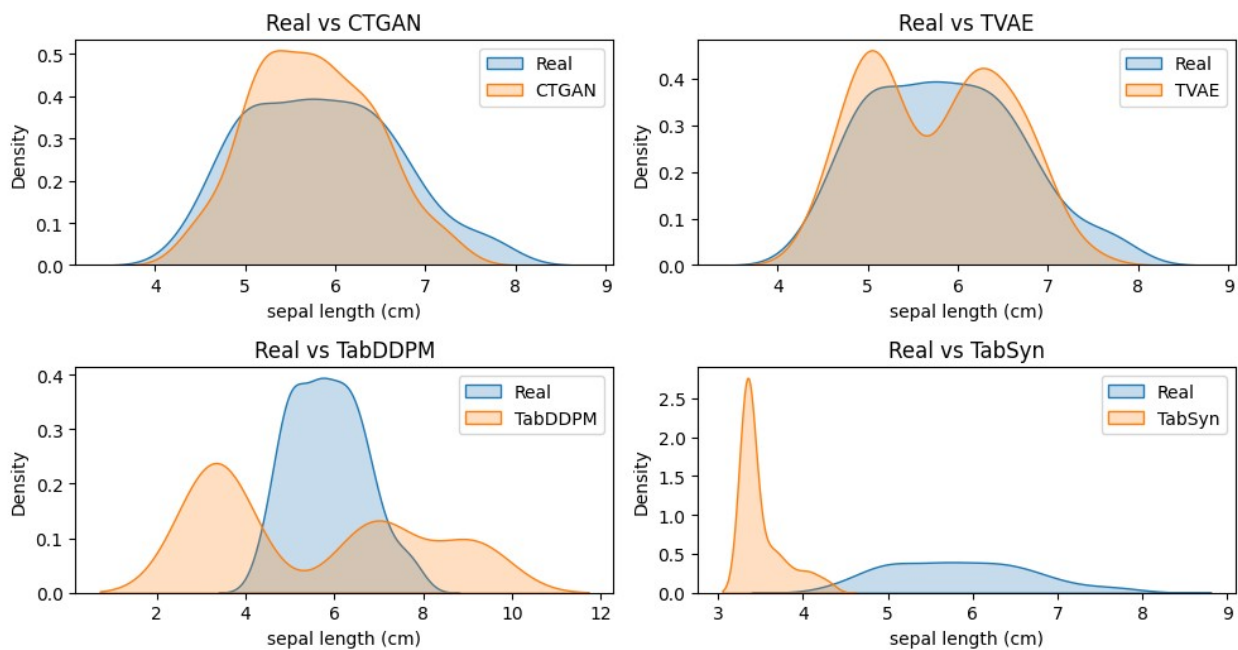 Real vs CTGAN
Density
0.5
0.4
0.3
0.2
0.1
0.0
Real
CTGAN
4 5 6 7 8 9
sepal length (cm)
Real vs TVAE
Density
0.4
0.3
0.2
0.1
0.0
Real
TVAE
4 5 6 7 8 9
sepal length (cm)
Real vs TabDDPM
Density
0.4
0.3
0.2
0.1
0.0
Real
TabDDPM
2 4 6 8 10 12
sepal length (cm)
Real vs TabSyn
Density
2.5
2.0
1.5
1.0
0.5
0.0
Real
TabSyn
3 4 5 6 7 8 9
sepal length (cm)